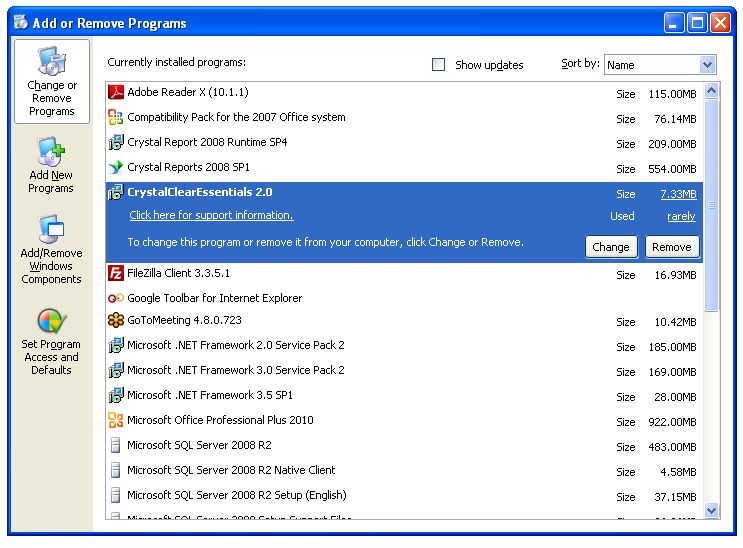 Add or Remove Programs
Change or
Remove
Programs
Add New
Programs
Add/Remove
Windows
Components
Set Program
Access and
Defaults
Currently installed programs:
Show updates
Sort by: Name
Adobe Reader X (10.1.1) Size 115.00MB
Compatibility Pack for the 2007 Office system Size 76.14MB
Crystal Report 2008 Runtime SP4 Size 209.00MB
Crystal Reports 2008 SP1 Size 554.00MB
CrystalClearEssentials 2.0 Size 7.33MB
Click here for support information. Used rarely
To change this program or remove it from your computer, click Change or Remove. Change Remove
FileZilla Client 3.3.5.1 Size 16.93MB
Google Toolbar for Internet Explorer
GoToMeeting 4.8.0.723 Size 10.42MB
Microsoft .NET Framework 2.0 Service Pack 2 Size 185.00MB
Microsoft .NET Framework 3.0 Service Pack 2 Size 169.00MB
Microsoft .NET Framework 3.5 SP1 Size 28.00MB
Microsoft Office Professional Plus 2010 Size 922.00MB
Microsoft SQL Server 2008 R2 Size 483.00MB
Microsoft SQL Server 2008 R2 Native Client Size 4.58MB
Microsoft SQL Server 2008 R2 Setup (English) Size 37.15MB
Microsoft SQL Server 2008 Setup Support Files